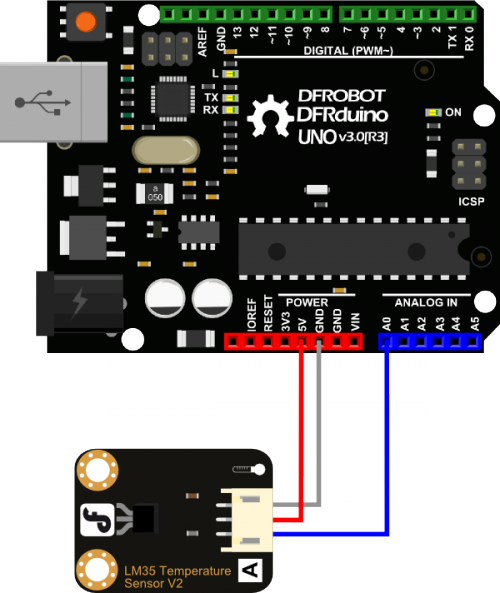 AREF
GND
13
12
~11
~10
~9
8
7
~6
~5
4
~3
2
TX 1
RX 0
DIGITAL (PWM~)
L
TX
RX
DFROBOT
DFRduino
UNO v3.0[R3]
ON
ICSP
a
050
POWER
ANALOG IN
IOREF
RESET
3V3
5V
GND
GND
VIN
A0
A1
A2
A3
A4
A5
LM35 Temperature
Sensor V2
A